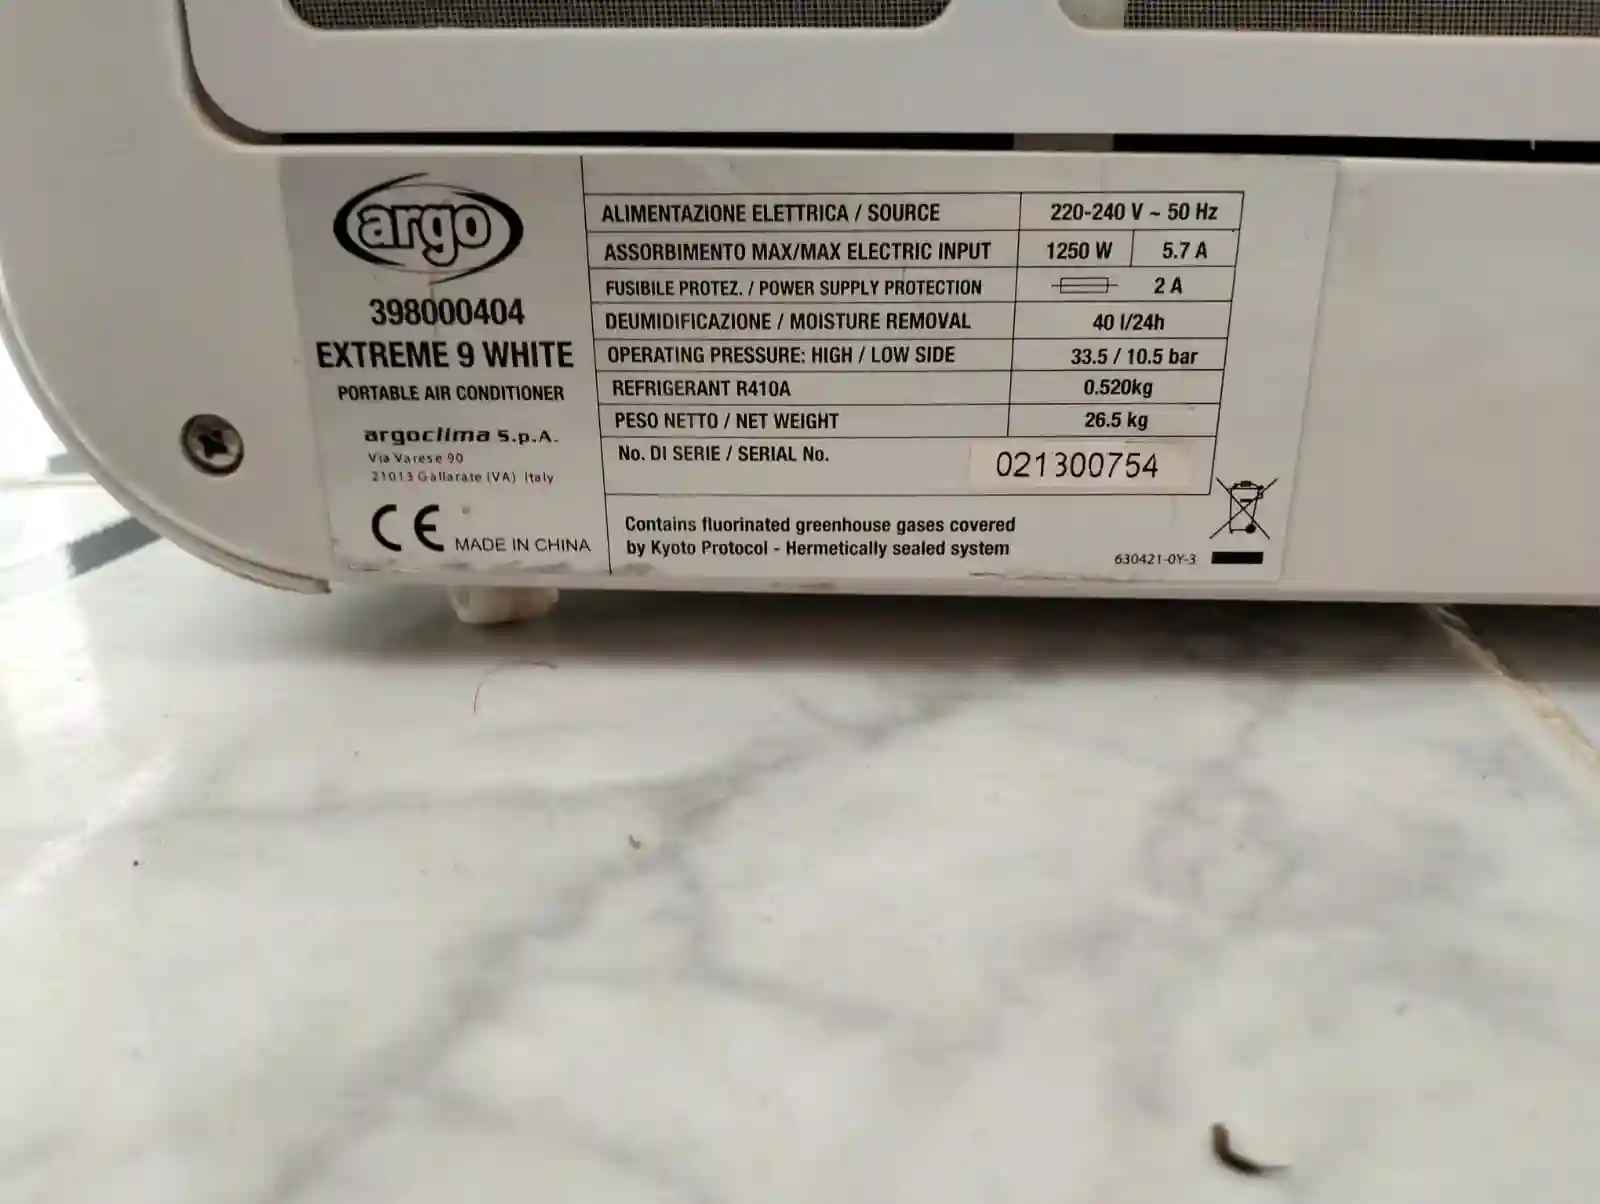 argo
398000404
EXTREME 9 WHITE
PORTABLE AIR CONDITIONER
argoclima S.p.A.
Via Varese 90
21013 Gallarate (VA) Italy
CE MADE IN CHINA
ALIMENTAZIONE ELETTRICA / SOURCE 220-240 V ~ 50 Hz
ASSORBIMENTO MAX/MAX ELECTRIC INPUT 1250 W 5.7 A
FUSIBILE PROTEZ. / POWER SUPPLY PROTECTION 2 A
DEUMIDIFICAZIONE / MOISTURE REMOVAL 40 l/24h
OPERATING PRESSURE: HIGH / LOW SIDE 33.5 / 10.5 bar
REFRIGERANT R410A 0.520kg
PESO NETTO / NET WEIGHT 26.5 kg
No. DI SERIE / SERIAL No. 021300754
Contains fluorinated greenhouse gases covered
by Kyoto Protocol - Hermetically sealed system
630421-0Y-3